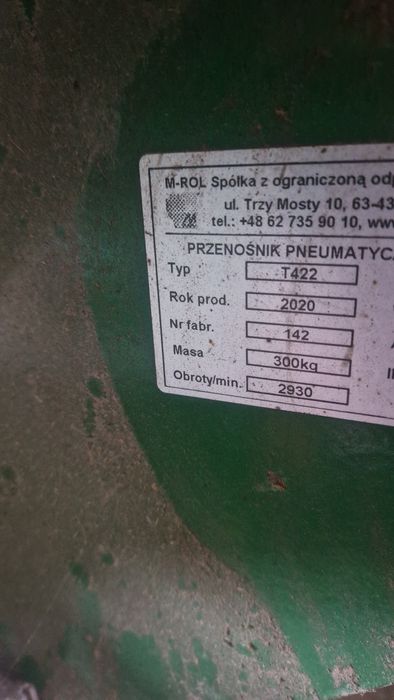 M-ROL Spółka z ograniczoną
ul. Trzy Mosty 10, 63-43
tel.: +48 62 735 90 10, www
PRZENOŚNIK PNEUMATYC
Typ T422
Rok prod. 2020
Nr fabr. 142
Masa 300kg
Obroty/min. 2930